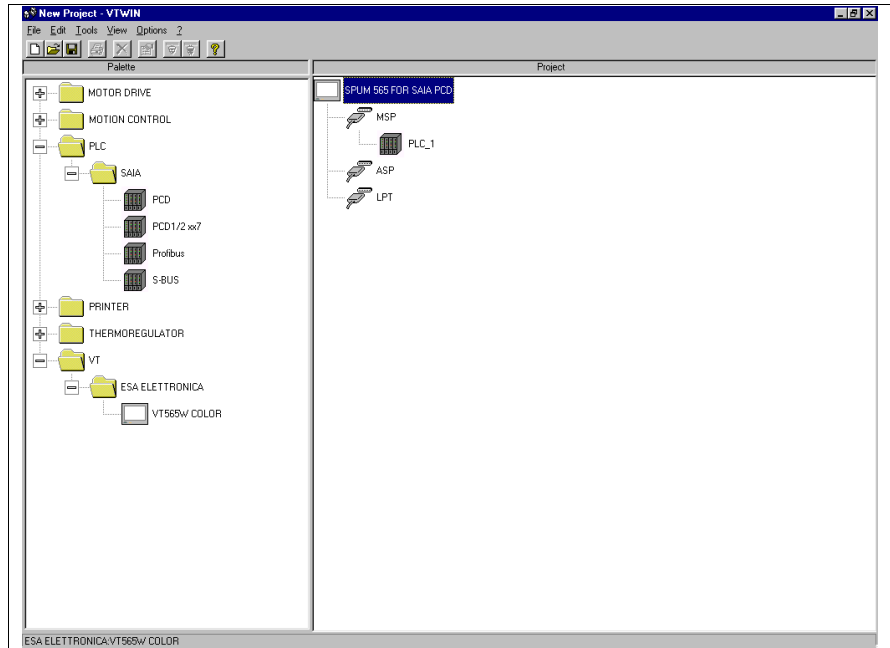 New Project - VTWIN
File Edit Tools View Options ?
Palette
Project
MOTOR DRIVE
MOTION CONTROL
PLC
SAIA
PCD
PCD1/2 xx7
Profibus
S-BUS
PRINTER
THERMOREGULATOR
VT
ESA ELETTRONICA
VT565W COLOR
SPUM 565 FOR SAIA PCD
MSP
PLC_1
ASP
LPT
ESA ELETTRONICA:VT565W COLOR